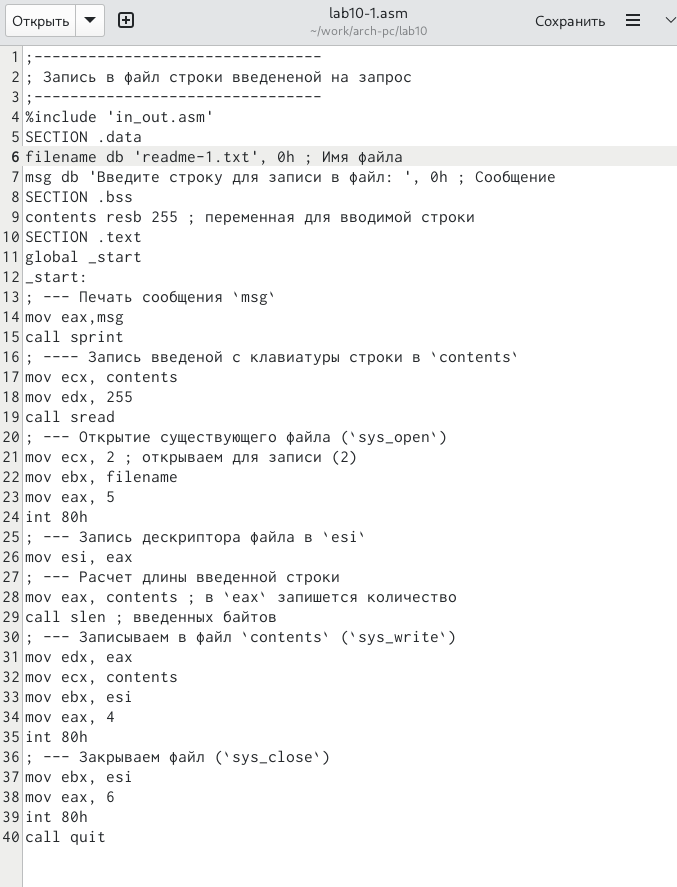 Открыть
lab10-1.asm
~/work/arch-pc/lab10
Сохранить
1 ;--------------------------------
2 ; Запись в файл строки введененой на запрос
3 ;--------------------------------
4 %include 'in_out.asm'
5 SECTION .data
6 filename db 'readme-1.txt', 0h ; Имя файла
7 msg db 'Введите строку для записи в файл: ', 0h ; Сообщение
8 SECTION .bss
9 contents resb 255 ; переменная для вводимой строки
10 SECTION .text
11 global _start
12 _start:
13 ; --- Печать сообщения `msg`
14 mov eax,msg
15 call sprint
16 ; ---- Запись введеной с клавиатуры строки в `contents`
17 mov ecx, contents
18 mov edx, 255
19 call sread
20 ; --- Открытие существующего файла (`sys_open`)
21 mov ecx, 2 ; открываем для записи (2)
22 mov ebx, filename
23 mov eax, 5
24 int 80h
25 ; --- Запись дескриптора файла в `esi`
26 mov esi, eax
27 ; --- Расчет длины введенной строки
28 mov eax, contents ; в `eax` запишется количество
29 call slen ; введенных байтов
30 ; --- Записываем в файл `contents` (`sys_write`)
31 mov edx, eax
32 mov ecx, contents
33 mov ebx, esi
34 mov eax, 4
35 int 80h
36 ; --- Закрываем файл (`sys_close`)
37 mov ebx, esi
38 mov eax, 6
39 int 80h
40 call quit